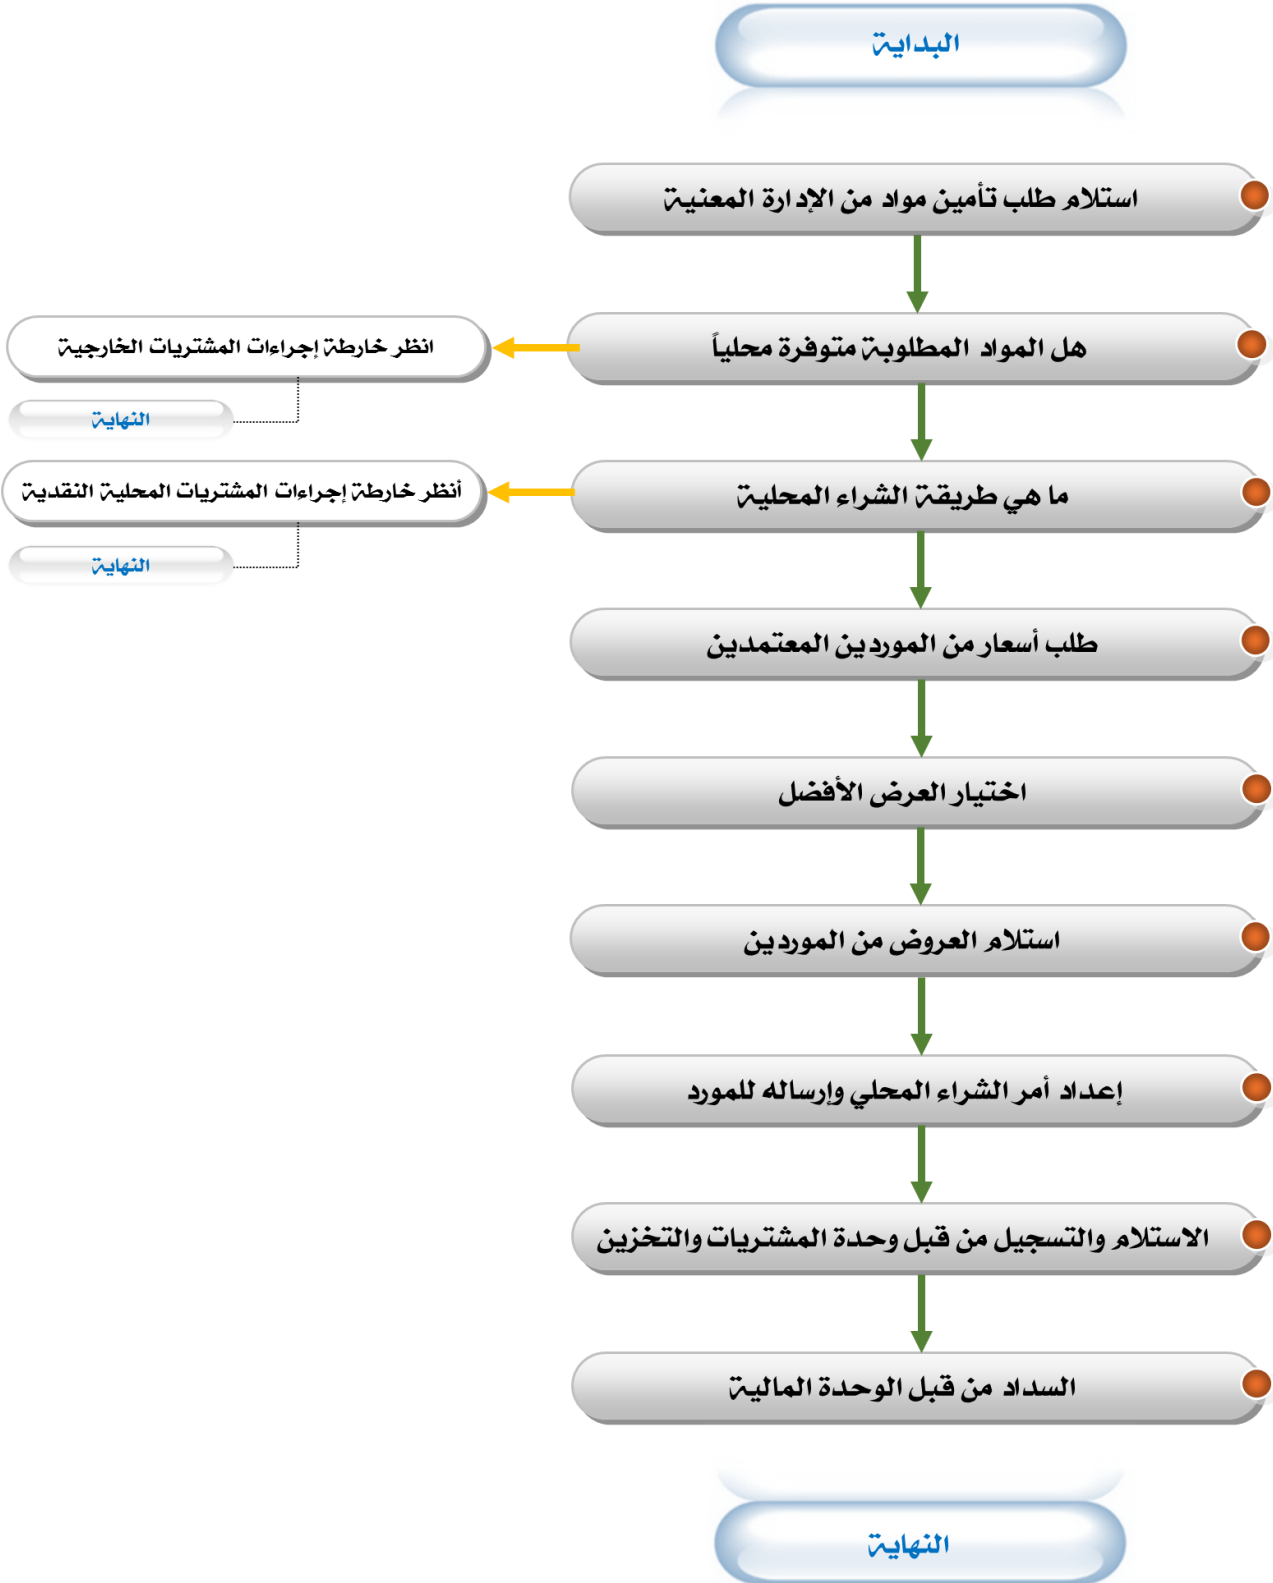 البداية
استلام طلب تأمين مواد من الإدارة المعنية
هل المواد المطلوبة متوفرة محلياً
انظر خارطة إجراءات المشتريات الخارجية
النهاية
ما هي طريقة الشراء المحلية
أنظر خارطة إجراءات المشتريات المحلية النقدية
النهاية
طلب أسعار من الموردين المعتمدين
اختيار العرض الأفضل
استلام العروض من الموردين
إعداد أمر الشراء المحلي وإرساله للمورد
الاستلام والتسجيل من قبل وحدة المشتريات والتخزين
السداد من قبل الوحدة المالية
النهاية